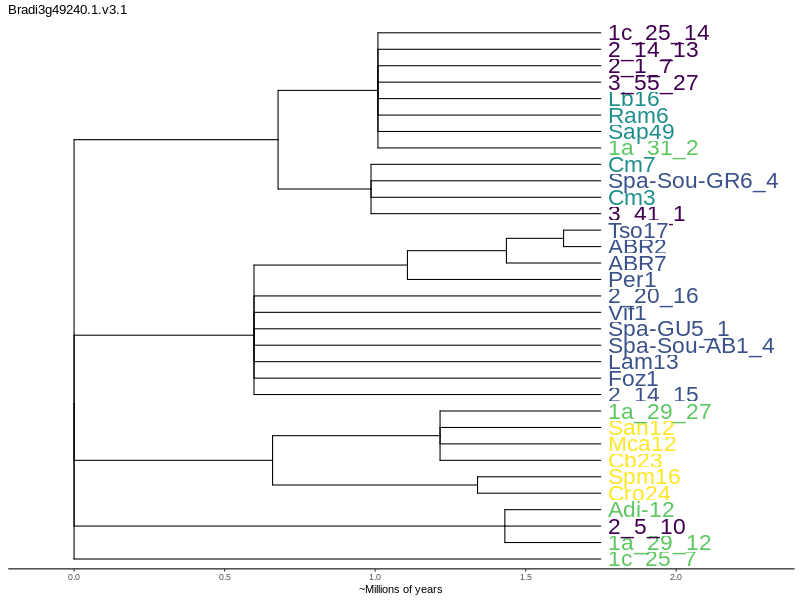 Bradi3g49240.1.v3.1
1c_25_14
2_14_13
2_1_7
3_55_27
Lb16
Ram6
Sap49
1a_31_2
Cm7
Spa-Sou-GR6_4
Cm3
3_41_1
Tso17
ABR2
ABR7
Per1
2_20_16
Vil1
Spa-GU5_1
Spa-Sou-AB1_4
Lam13
Foz1
2_14_15
1a_29_27
San12
Mca12
Cb23
Spm16
Cro24
Adi-12
2_5_10
1a_29_12
1c_25_7
0.0 0.5 1.0 1.5 2.0
~Millions of years